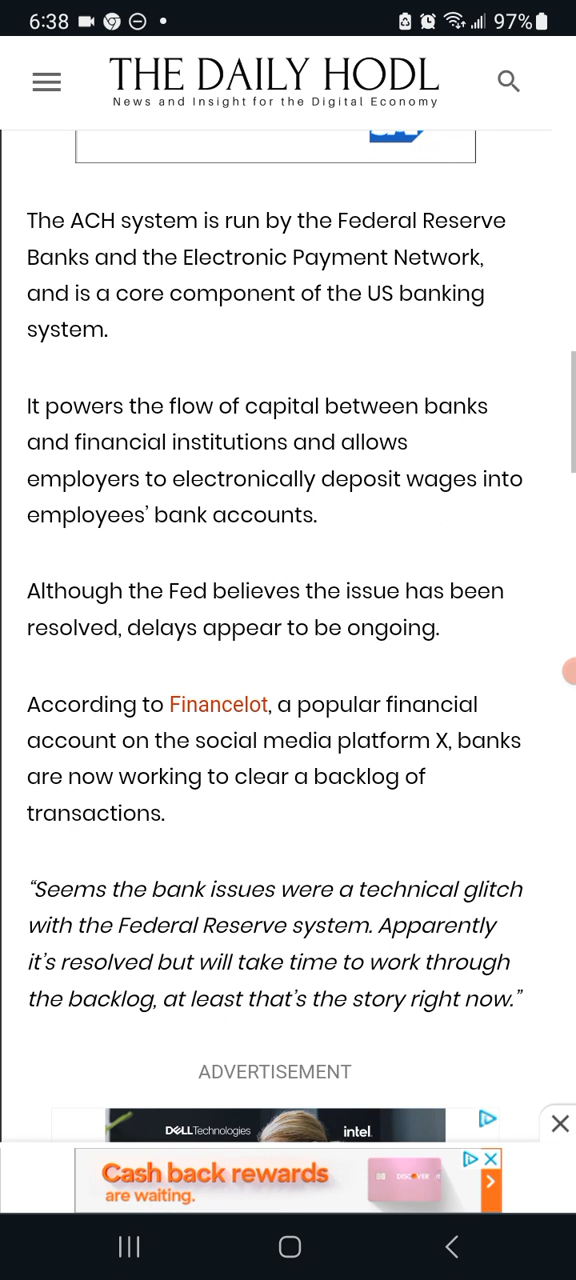 6:38
97%
THE DAILY HODL
News and Insight for the Digital Economy
The ACH system is run by the Federal Reserve
Banks and the Electronic Payment Network,
and is a core component of the US banking
system.
It powers the flow of capital between banks
and financial institutions and allows
employers to electronically deposit wages into
employees’ bank accounts.
Although the Fed believes the issue has been
resolved, delays appear to be ongoing.
According to Financelot, a popular financial
account on the social media platform X, banks
are now working to clear a backlog of
transactions.
“Seems the bank issues were a technical glitch
with the Federal Reserve system. Apparently
it’s resolved but will take time to work through
the backlog, at least that’s the story right now.”
ADVERTISEMENT
DELLTechnologies
intel.
Cash back rewards
are waiting.
DISCOVER